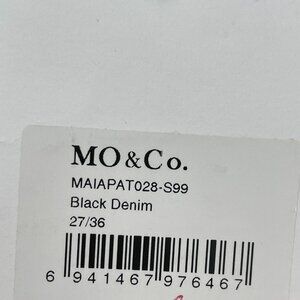 MO & Co.
MAIAPAT028-S99
Black Denim
27/36
6 941467 976467